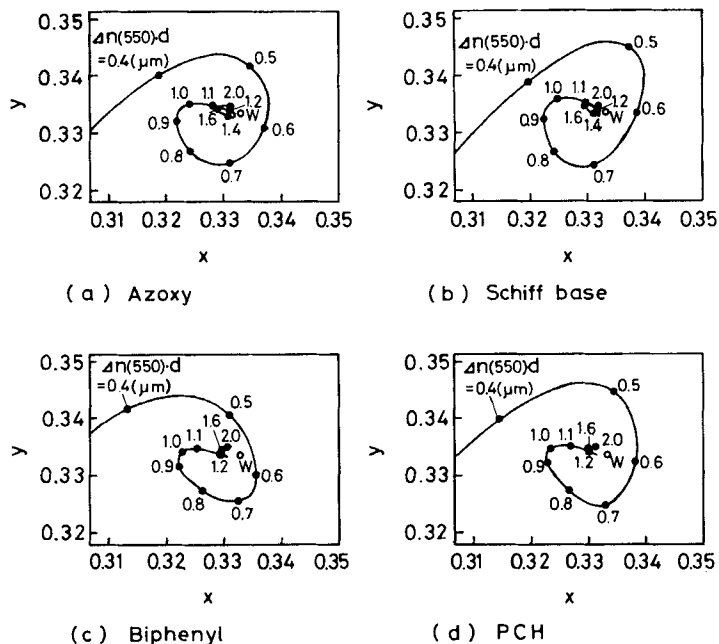 0.35
Δn(550)·d
0.5
=0.4(μm)
0.34
1.0
1.1
2.0
1.2
y
W
0.33
0.9
1.6
1.4
0.6
0.8
0.7
0.32
0.31 0.32 0.33 0.34 0.35
x
(a) Azoxy
0.35
Δn(550)·d
0.5
=0.4(μm)
0.34
1.0
1.1
2.0
1.2
y
W
0.33
0.9
1.6
1.4
0.6
0.8
0.7
0.32
0.31 0.32 0.33 0.34 0.35
x
(b) Schiff base
0.35
Δn(550)·d
=0.4(μm)
0.5
0.34
1.0
1.1
1.6
2.0
y
W
0.33
0.9
1.2
0.6
0.8
0.7
0.32
0.31 0.32 0.33 0.34 0.35
x
(c) Biphenyl
0.35
Δn(550)d
=0.4(μm)
0.5
0.34
1.0
1.1
1.6
2.0
y
W
0.33
0.9
1.2
0.6
0.8
0.7
0.32
0.31 0.32 0.33 0.34 0.35
x
(d) PCH